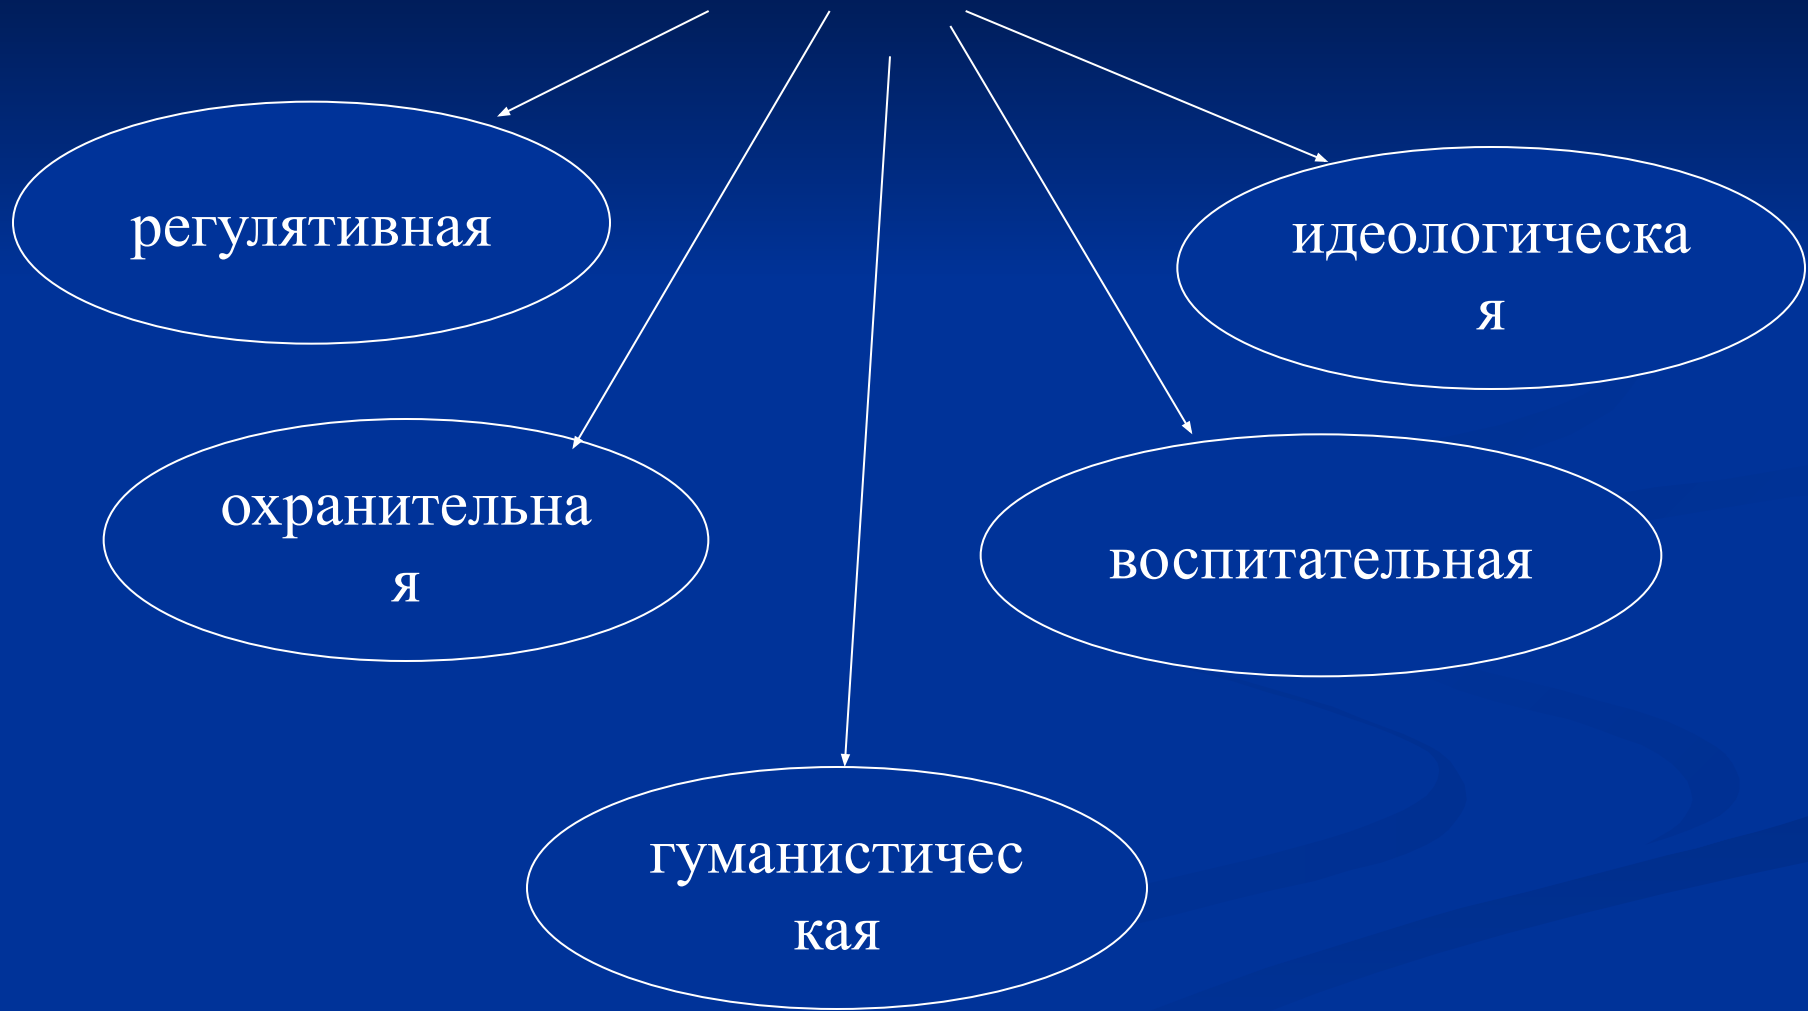 регулятивная
идеологическа
я
охранительна
я
воспитательная
гуманистичес
кая